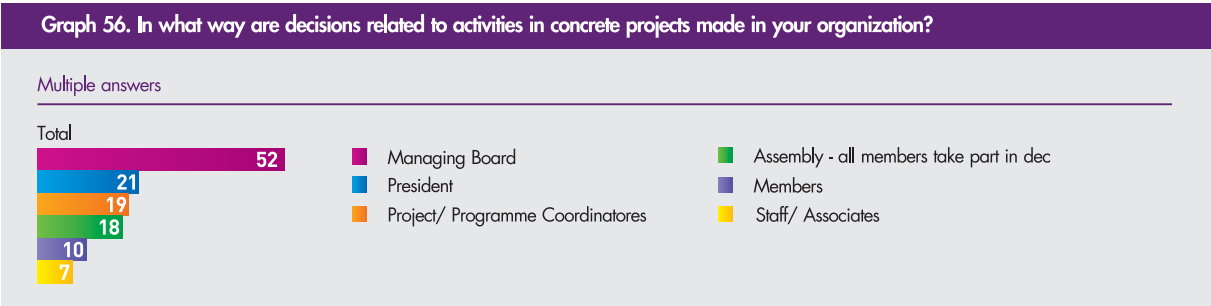 Graph 56. In what way are decisions related to activities in concrete projects made in your organization?
Multiple answers
Total
52
21
19
18
10
7
Managing Board
President
Project/ Programme Coordinatores
Assembly - all members take part in dec
Members
Staff/ Associates